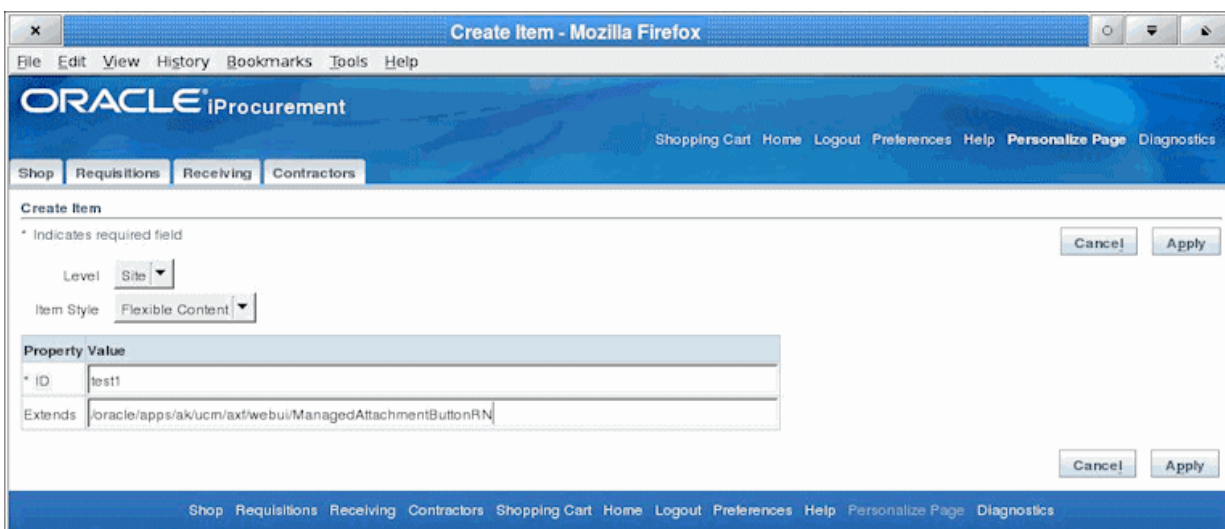 Create Item - Mozilla Firefox
File Edit View History Bookmarks Tools Help
ORACLE iProcurement
Shopping Cart Home Logout Preferences Help Personalize Page Diagnostics
Shop Requisitions Receiving Contractors
Create Item
* Indicates required field
Cancel Apply
Level Site
Item Style Flexible Content
Property Value
* ID test1
Extends /oracle/apps/ak/ucm/axf/webui/ManagedAttachmentButtonRN
Cancel Apply
Shop Requisitions Receiving Contractors Shopping Cart Home Logout Preferences Help Personalize Page Diagnostics